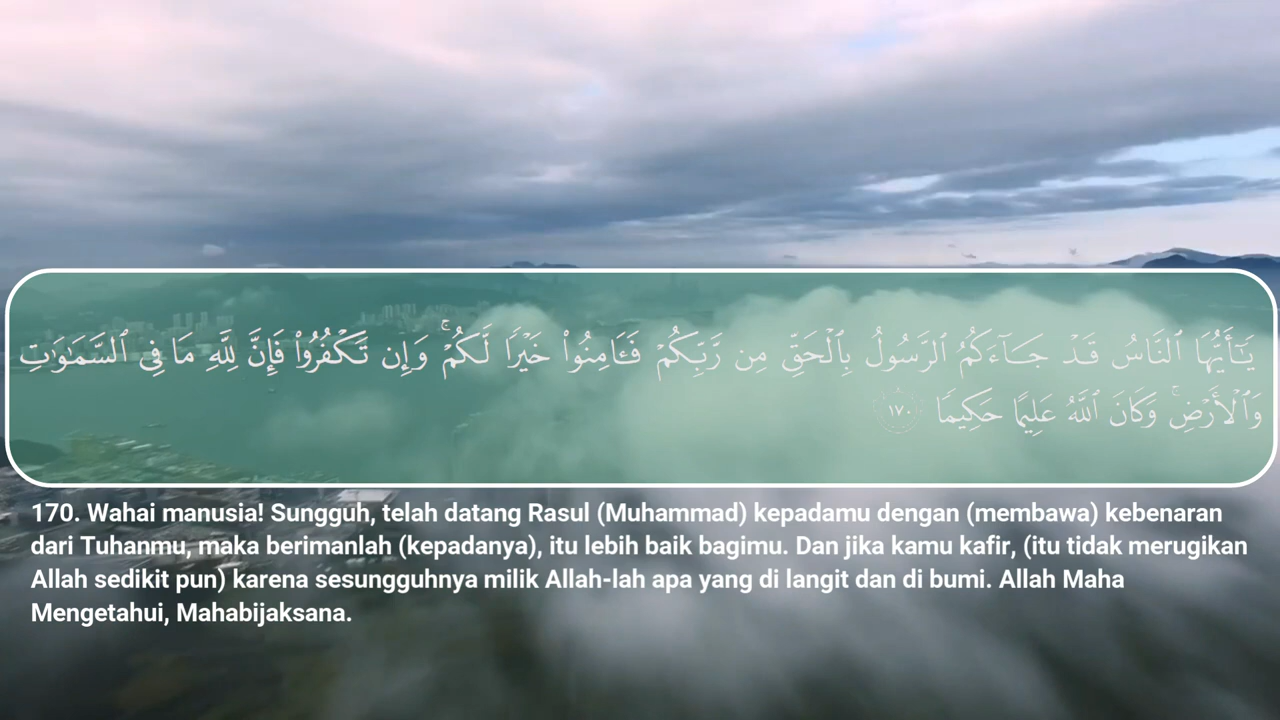 يَـٰٓأَيُّهَا ٱلنَّاسُ قَدْ جَآءَكُمُ ٱلرَّسُولُ بِٱلْحَقِّ مِن رَّبِّكُمْ فَـَٔامِنُوا۟ خَيْرًا لَّكُمْ ۚ وَإِن تَكْفُرُوا۟ فَإِنَّ لِلَّهِ مَا فِى ٱلسَّمَـٰوَٰتِ
وَٱلْأَرْضِ ۚ وَكَانَ ٱللَّهُ عَلِيمًا حَكِيمًا ١٧٠
170. Wahai manusia! Sungguh, telah datang Rasul (Muhammad) kepadamu dengan (membawa) kebenaran
dari Tuhanmu, maka berimanlah (kepadanya), itu lebih baik bagimu. Dan jika kamu kafir, (itu tidak merugikan
Allah sedikit pun) karena sesungguhnya milik Allah-lah apa yang di langit dan di bumi. Allah Maha
Mengetahui, Mahabijaksana.